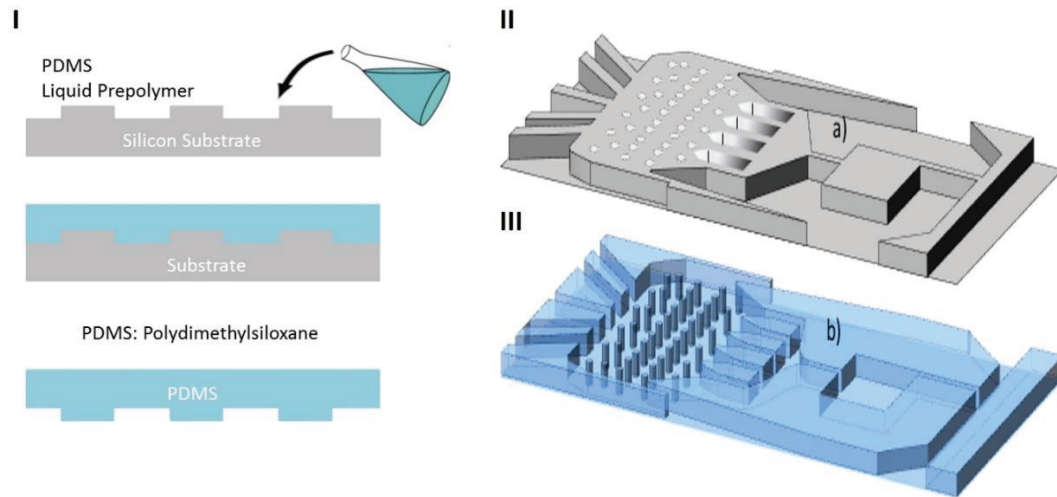 I
PDMS
Liquid Prepolymer
Silicon Substrate
Substrate
PDMS: Polydimethylsiloxane
PDMS
II
a)
III
b)